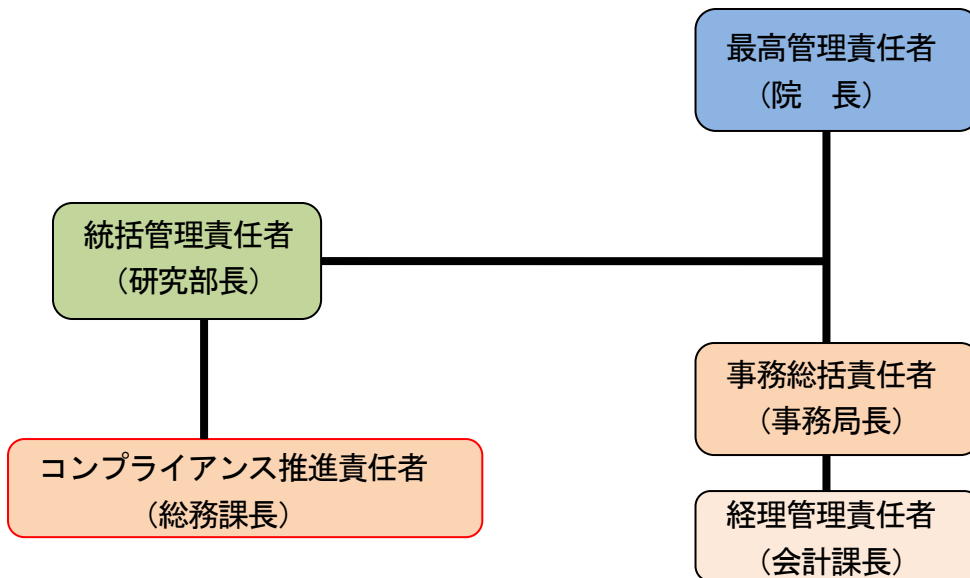 最高管理責任者
（院　長）
統括管理責任者
（研究部長）
事務総括責任者
（事務局長）
コンプライアンス推進責任者
（総務課長）
経理管理責任者
（会計課長）